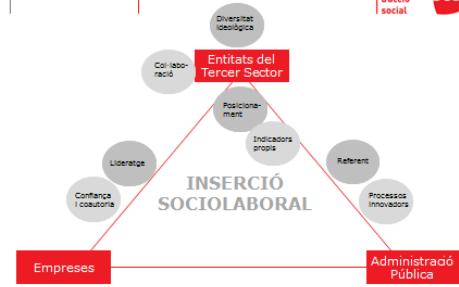 d'acció
social
Diversitat
ideològica
Entitats del
Tercer Sector
Col·labo-
ració
Posiciona-
ment
Indicadors
propis
Lideratge
Referent
Confiança
i coautoria
INSERCIÓ
SOCIOLABORAL
Processos
innovadors
Empreses
Administració
Pública